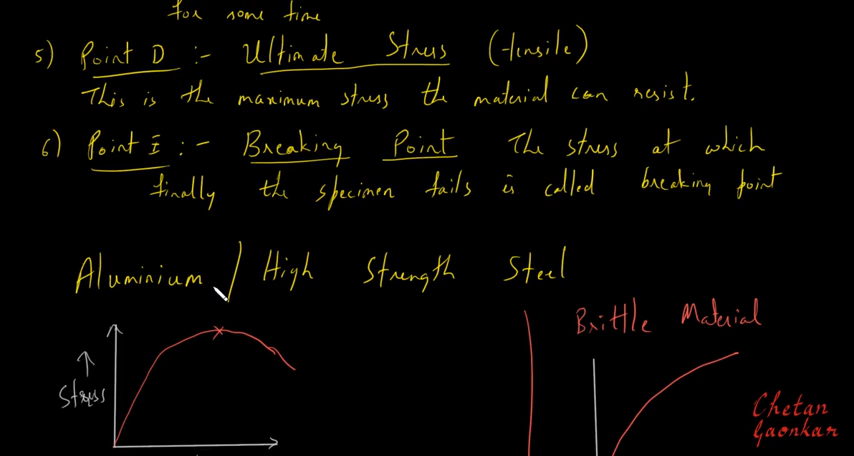 for some time
5) Point D :- Ultimate Stress (tensile)
This is the maximum stress the material can resist.
6) Point E :- Breaking Point The stress at which
finally the specimen fails is called breaking point
Aluminium / High Strength Steel
Brittle Material
Stress
Chetan
Gaonkar